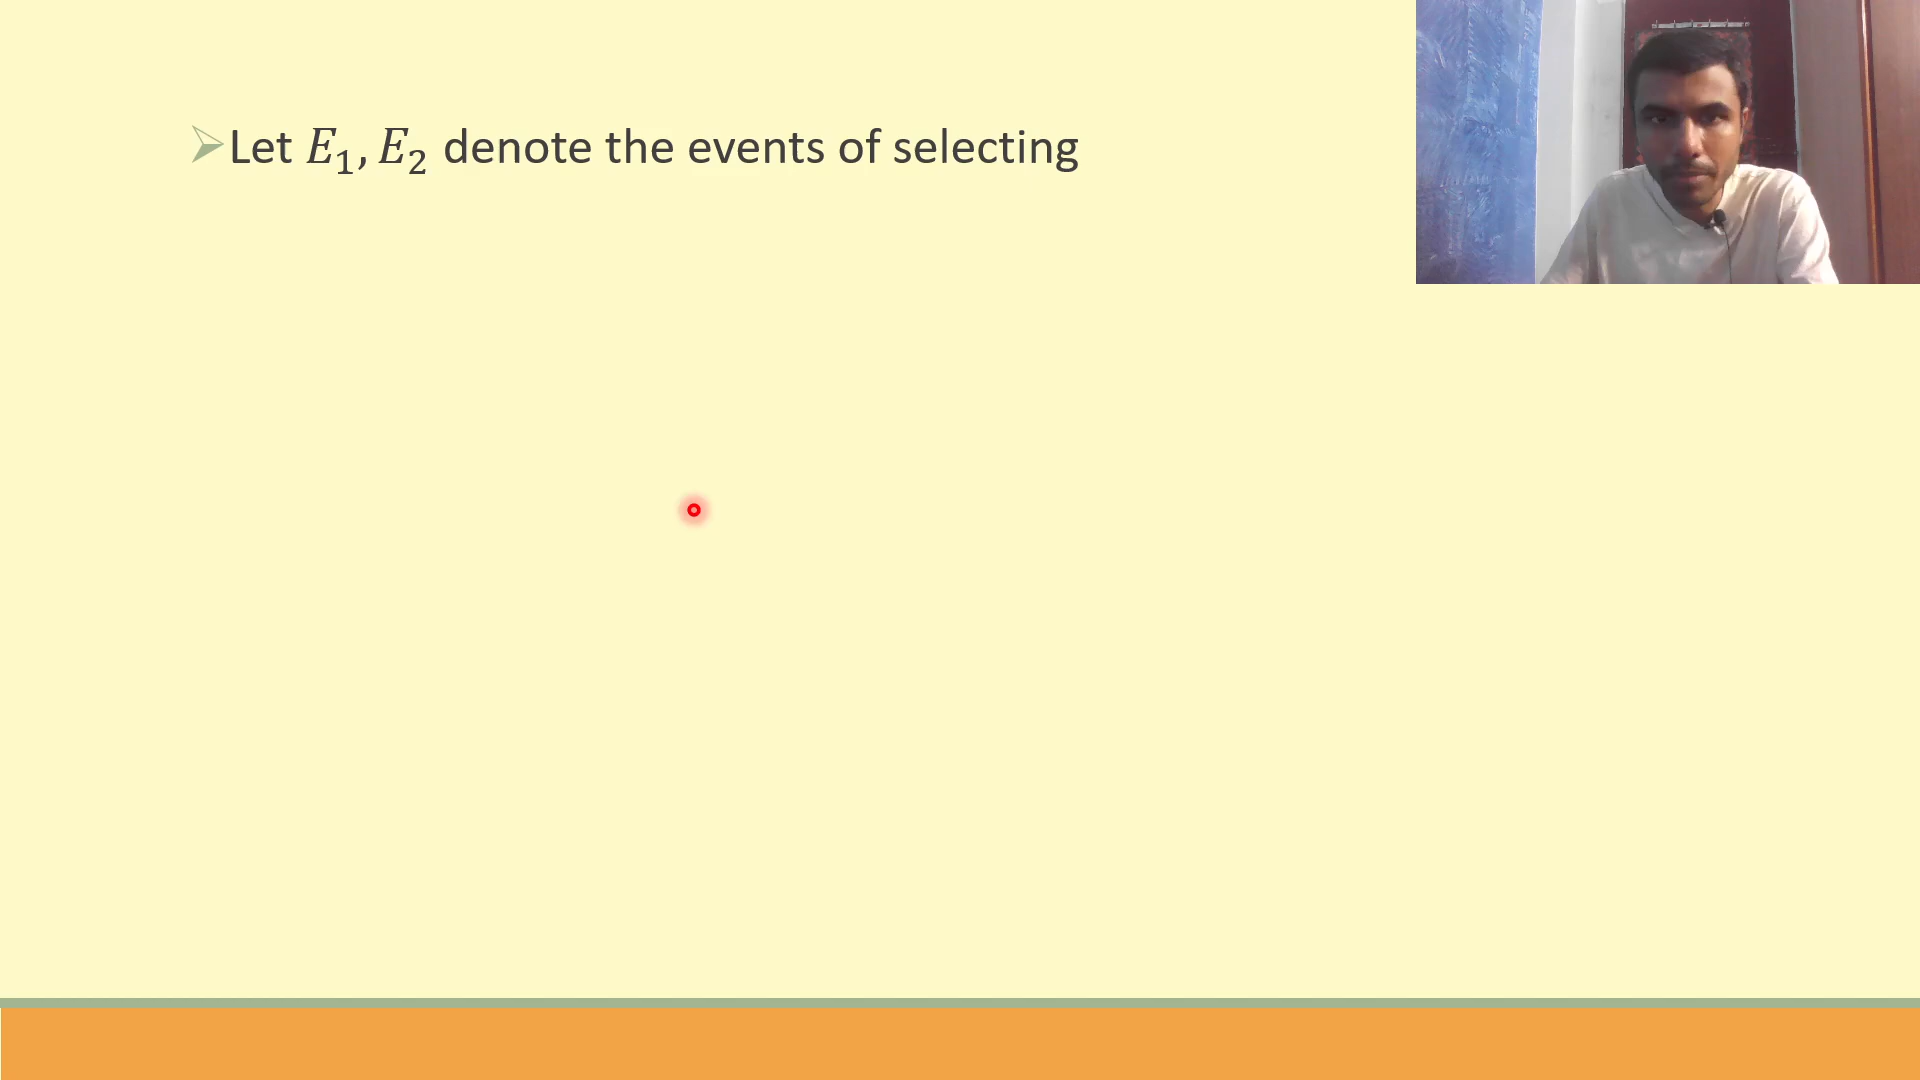 Let E₁, E₂ denote the events of selecting